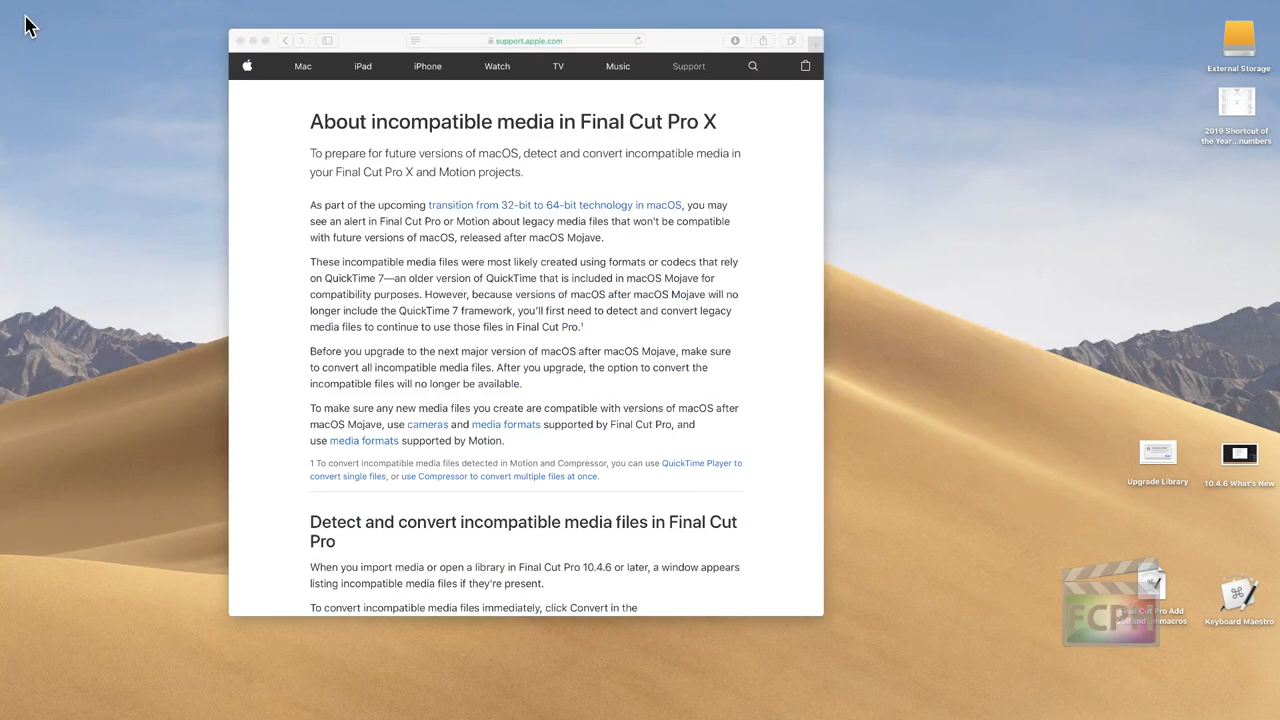 support.apple.com
Mac iPad iPhone Watch TV Music Support
About incompatible media in Final Cut Pro X
To prepare for future versions of macOS, detect and convert incompatible media in
your Final Cut Pro X and Motion projects.
As part of the upcoming transition from 32-bit to 64-bit technology in macOS, you may
see an alert in Final Cut Pro or Motion about legacy media files that won't be compatible
with future versions of macOS, released after macOS Mojave.
These incompatible media files were most likely created using formats or codecs that rely
on QuickTime 7—an older version of QuickTime that is included in macOS Mojave for
compatibility purposes. However, because versions of macOS after macOS Mojave will no
longer include the QuickTime 7 framework, you'll first need to detect and convert legacy
media files to continue to use those files in Final Cut Pro.¹
Before you upgrade to the next major version of macOS after macOS Mojave, make sure
to convert all incompatible media files. After you upgrade, the option to convert the
incompatible files will no longer be available.
To make sure any new media files you create are compatible with versions of macOS after
macOS Mojave, use cameras and media formats supported by Final Cut Pro, and
use media formats supported by Motion.
1 To convert incompatible media files detected in Motion and Compressor, you can use QuickTime Player to
convert single files, or use Compressor to convert multiple files at once.
Detect and convert incompatible media files in Final Cut
Pro
When you import media or open a library in Final Cut Pro 10.4.6 or later, a window appears
listing incompatible media files if they're present.
To convert incompatible media files immediately, click Convert in the
External Storage
2019 Shortcut of
the Year...numbers
Upgrade Library
10.4.6 What's New
Final Cut Pro Add
and ...mmacros
FCPH
Keyboard Maestro